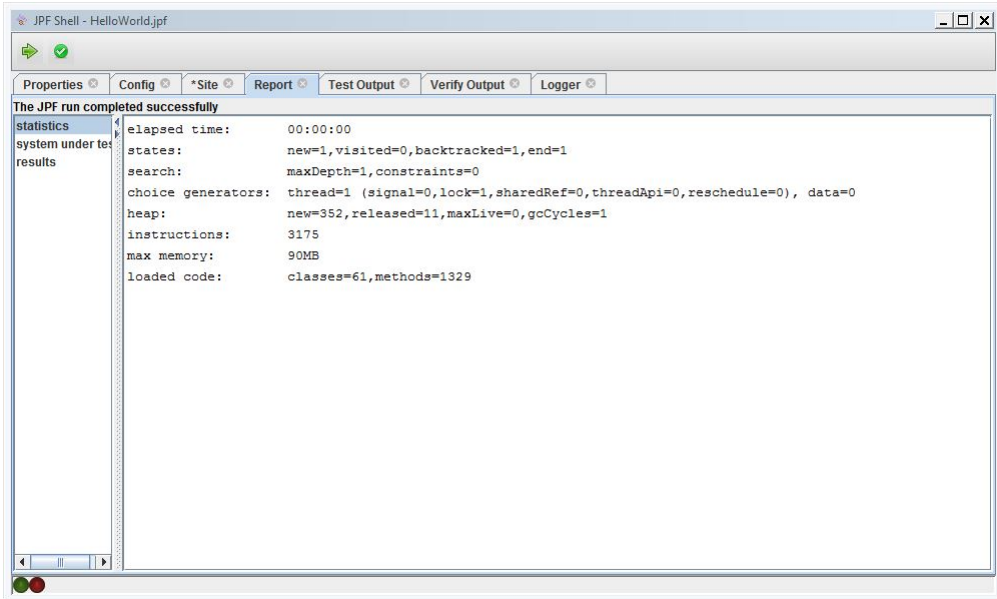 JPF Shell - HelloWorld.jpf
Properties Config *Site Report Test Output Verify Output Logger
The JPF run completed successfully
statistics
system under tes
results
elapsed time: 00:00:00
states: new=1,visited=0,backtracked=1,end=1
search: maxDepth=1,constraints=0
choice generators: thread=1 (signal=0,lock=1,sharedRef=0,threadApi=0,reschedule=0), data=0
heap: new=352,released=11,maxLive=0,gcCycles=1
instructions: 3175
max memory: 90MB
loaded code: classes=61,methods=1329